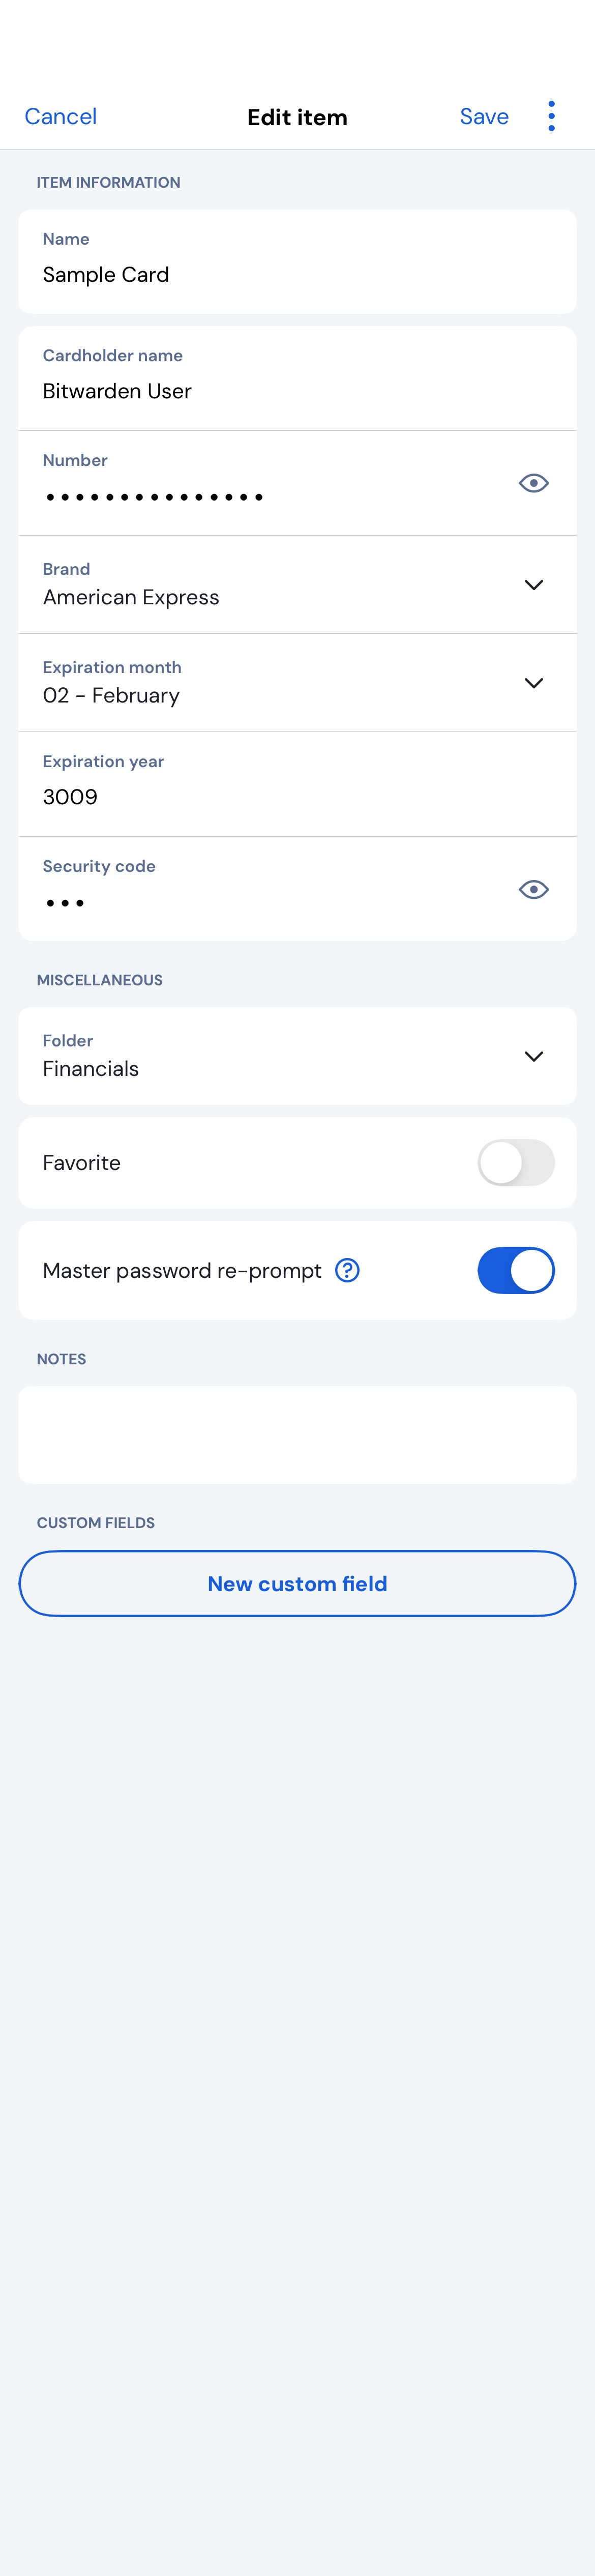 Cancel Edit item Save
ITEM INFORMATION
Name
Sample Card
Cardholder name
Bitwarden User
Number
•••••••••••••••
Brand
American Express
Expiration month
02 - February
Expiration year
3009
Security code
•••
MISCELLANEOUS
Folder
Financials
Favorite
Master password re-prompt
NOTES
CUSTOM FIELDS
New custom field